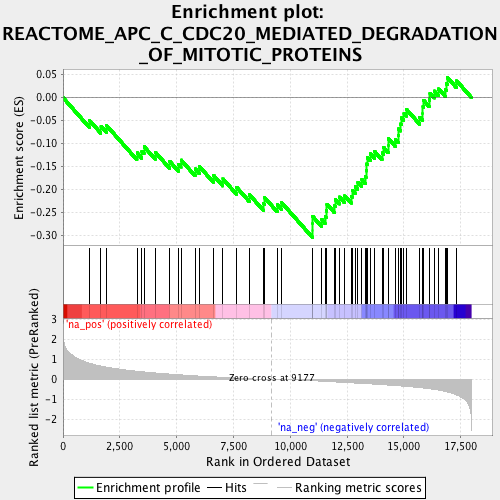 Enrichment plot:
REACTOME_APC_C_CDC20_MEDIATED_DEGRADATION
_OF_MITOTIC_PROTEINS
Enrichment score (ES)
0.05
0.00
-0.05
-0.10
-0.15
-0.20
-0.25
-0.30
Ranked list metric (PreRanked)
'na_pos' (positively correlated)
3
2
1
0
-1
-2
Zero cross at 9177
'na_neg' (negatively correlated)
0
2,500
5,000
7,500
10,000
12,500
15,000
17,500
Rank in Ordered Dataset
Enrichment profile
Hits
Ranking metric scores